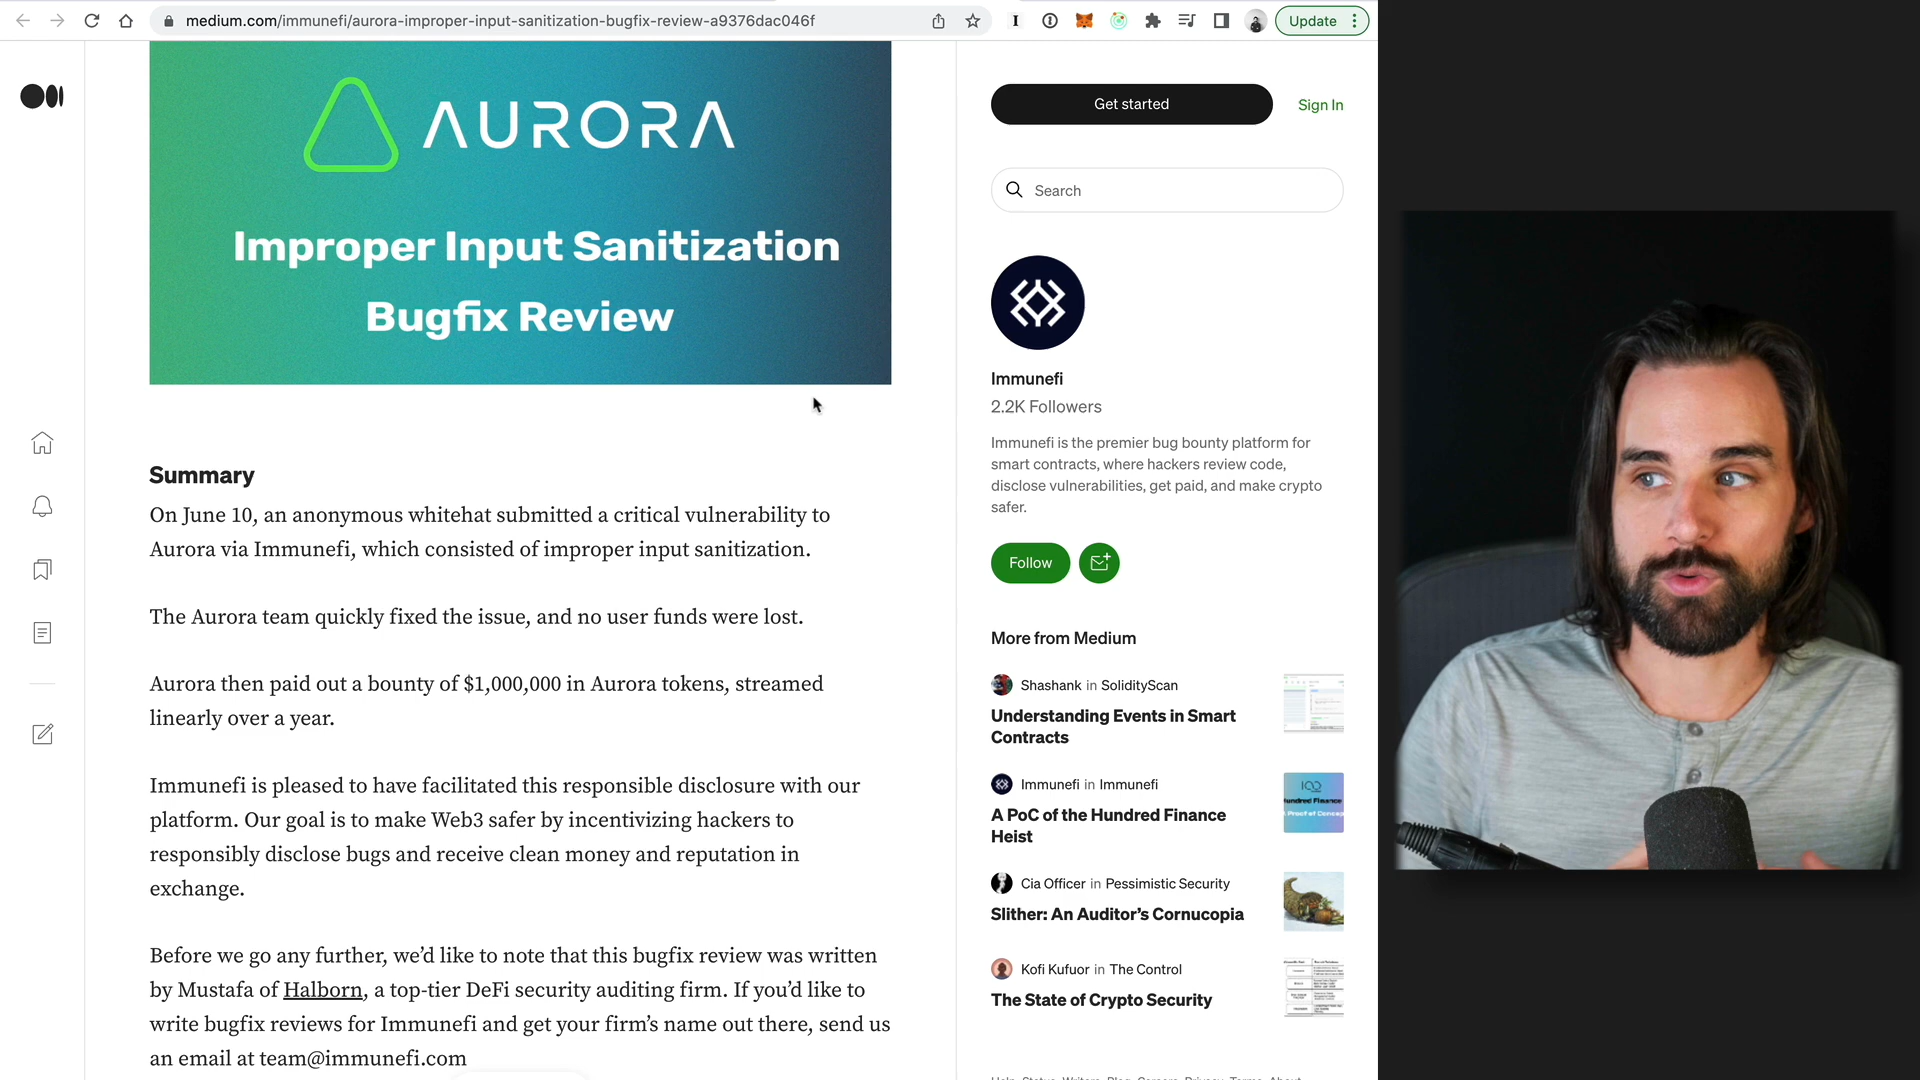 medium.com/immunefi/aurora-improper-input-sanitization-bugfix-review-a9376dac046f
Update
AURORA
Improper Input Sanitization
Bugfix Review
Summary
On June 10, an anonymous whitehat submitted a critical vulnerability to
Aurora via Immunefi, which consisted of improper input sanitization.
The Aurora team quickly fixed the issue, and no user funds were lost.
Aurora then paid out a bounty of $1,000,000 in Aurora tokens, streamed
linearly over a year.
Immunefi is pleased to have facilitated this responsible disclosure with our
platform. Our goal is to make Web3 safer by incentivizing hackers to
responsibly disclose bugs and receive clean money and reputation in
exchange.
Before we go any further, we’d like to note that this bugfix review was written
by Mustafa of Halborn, a top-tier DeFi security auditing firm. If you’d like to
write bugfix reviews for Immunefi and get your firm’s name out there, send us
an email at team@immunefi.com
Get started
Sign In
Search
Immunefi
2.2K Followers
Immunefi is the premier bug bounty platform for
smart contracts, where hackers review code,
disclose vulnerabilities, get paid, and make crypto
safer.
Follow
More from Medium
Shashank in SolidityScan
Understanding Events in Smart
Contracts
Immunefi in Immunefi
A PoC of the Hundred Finance
Heist
Cia Officer in Pessimistic Security
Slither: An Auditor’s Cornucopia
Kofi Kufuor in The Control
The State of Crypto Security